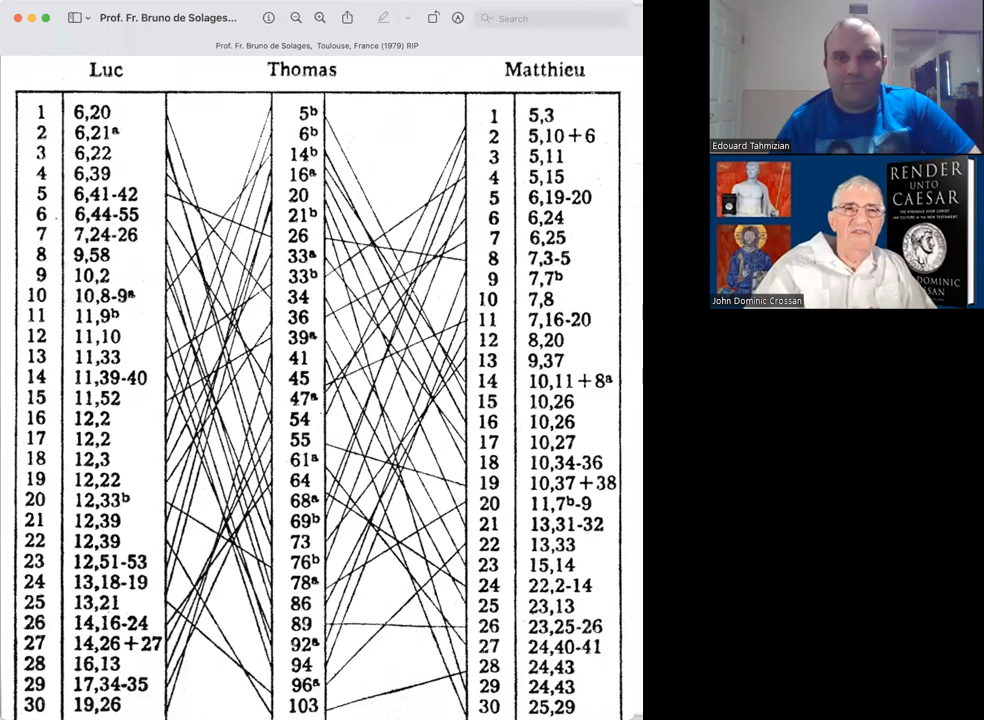 Prof. Fr. Bruno de Solages...
Search
Prof. Fr. Bruno de Solages, Toulouse, France (1979) RIP
Luc Thomas Matthieu
1 6,20 5b 1 5,3
2 6,21a 6b 2 5,10+6
3 6,22 14b 3 5,11
4 6,39 16a 4 5,15
5 6,41-42 20 5 6,19-20
6 6,44-55 21b 6 6,24
7 7,24-26 26 7 6,25
8 9,58 33a 8 7,3-5
9 10,2 33b 9 7,7b
10 10,8-9a 34 10 7,8
11 11,9b 36 11 7,16-20
12 11,10 39a 12 8,20
13 11,33 41 13 9,37
14 11,39-40 45 14 10,11+8a
15 11,52 47a 15 10,26
16 12,2 54 16 10,26
17 12,2 55 17 10,27
18 12,3 61a 18 10,34-36
19 12,22 64 19 10,37+38
20 12,33b 68a 20 11,7b-9
21 12,39 69b 21 13,31-32
22 12,39 73 22 13,33
23 12,51-53 76b 23 15,14
24 13,18-19 78a 24 22,2-14
25 13,21 86 25 23,13
26 14,16-24 89 26 23,25-26
27 14,26+27 92a 27 24,40-41
28 16,13 94 28 24,43
29 17,34-35 96a 29 24,43
30 19,26 103 30 25,29
Edouard Tahmizian
RENDER
UNTO
CAESAR
THE STRUGGLE OVER CHRIST
AND CULTURE IN THE NEW TESTAMENT
DOMINIC
SSAN
John Dominic Crossan